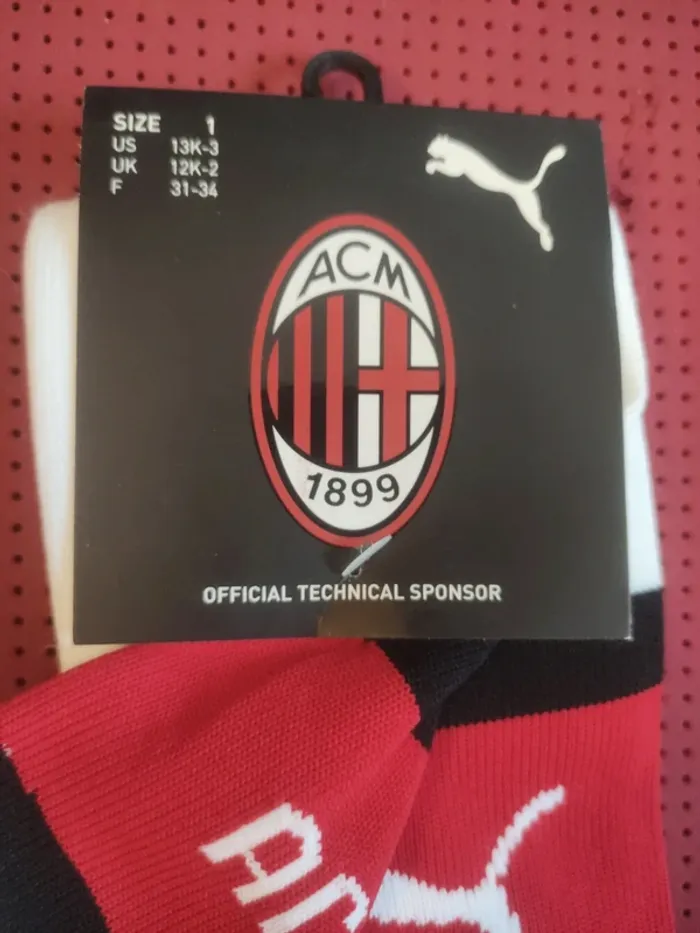 SIZE 1
US 13K-3
UK 12K-2
F 31-34
ACM
1899
OFFICIAL TECHNICAL SPONSOR